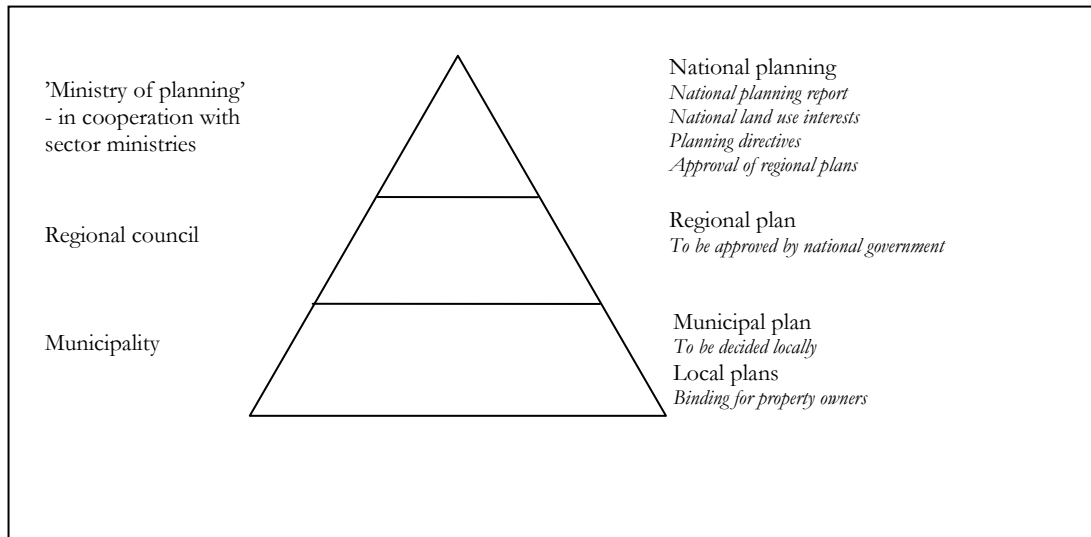 ’Ministry of planning’
- in cooperation with
sector ministries
National planning
National planning report
National land use interests
Planning directives
Approval of regional plans
Regional council
Regional plan
To be approved by national government
Municipality
Municipal plan
To be decided locally
Local plans
Binding for property owners